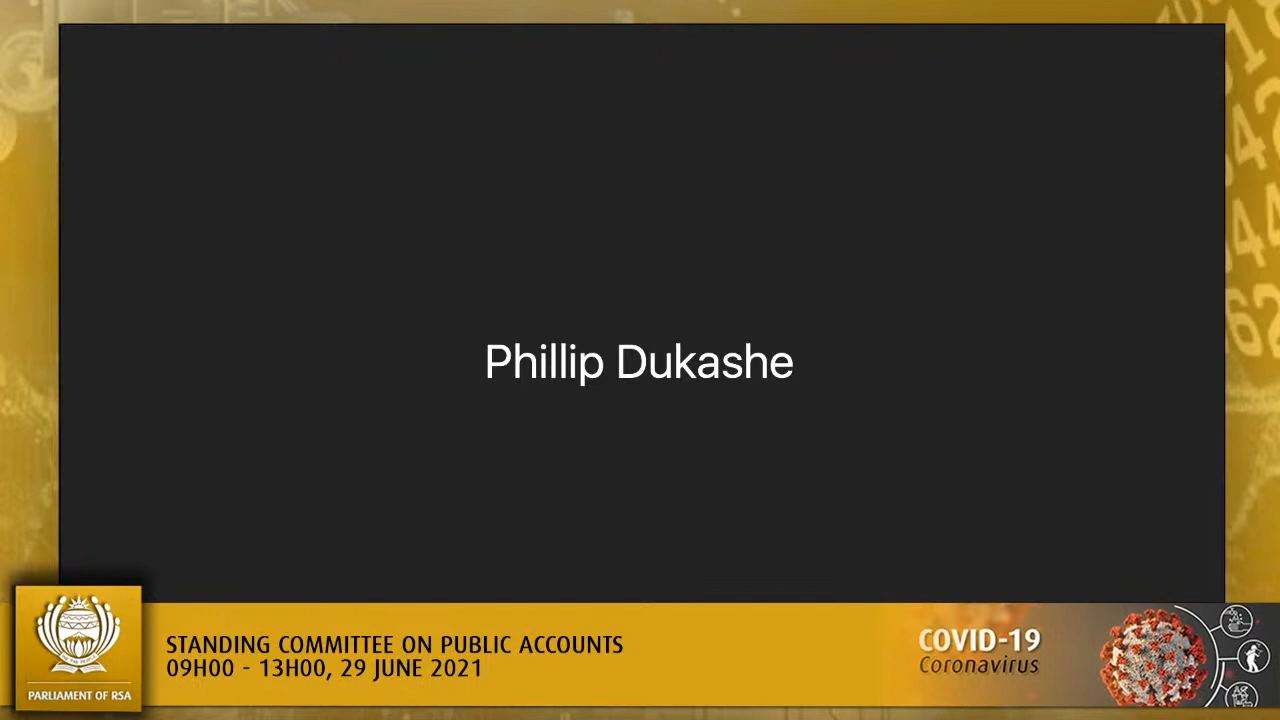 Phillip Dukashe
STANDING COMMITTEE ON PUBLIC ACCOUNTS
09H00 - 13H00, 29 JUNE 2021
PARLIAMENT OF RSA
COVID-19
Coronavirus